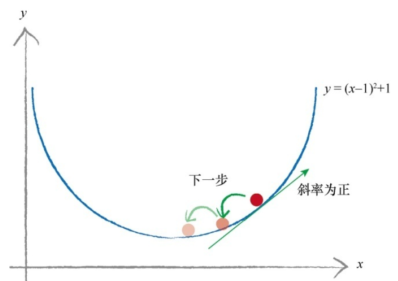 y
y = (x–1)²+1
下一步
斜率为正
x